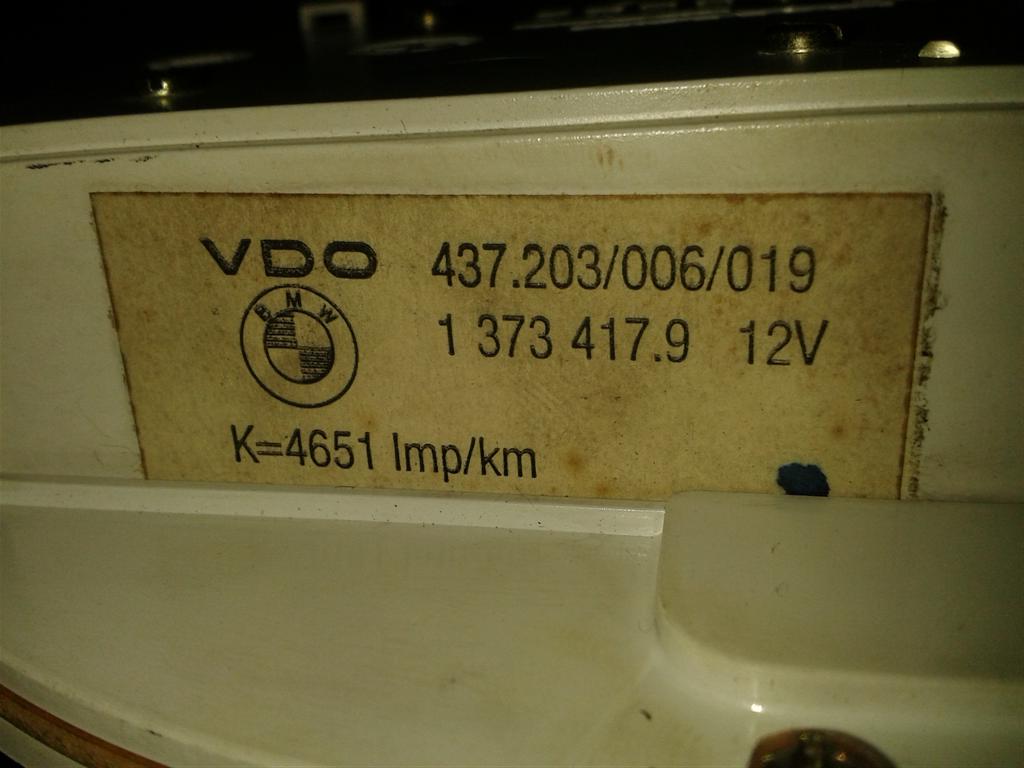 VDO 437.203/006/019
BMW 1 373 417.9 12V
K=4651 Imp/km